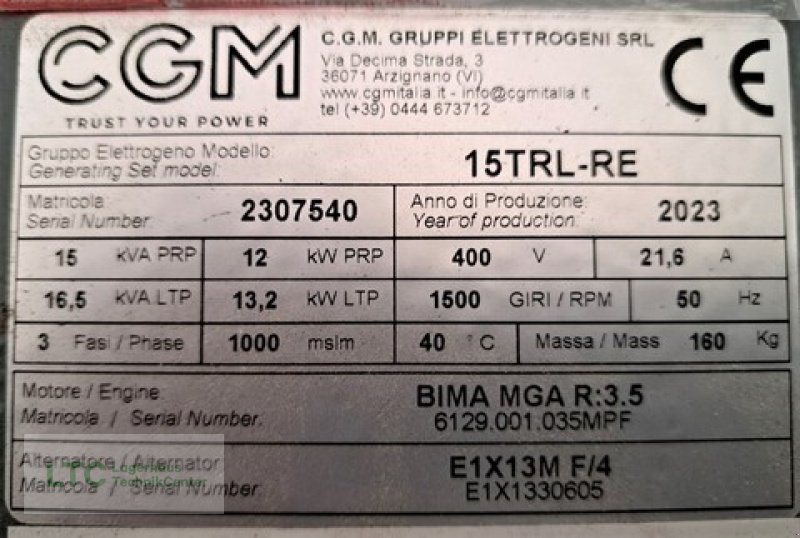 CGM
TRUST YOUR POWER
C.G.M. GRUPPI ELETTROGENI SRL
Via Decima Strada, 3
36071 Arzignano (VI)
www.cgmitalia.it - info@cgmitalia.it
tel (+39) 0444 673712
CE
Gruppo Elettrogeno Modello:
Generating Set model:
15TRL-RE
Matricola:
Serial Number:
2307540
Anno di Produzione:
Year of production:
2023
15 kVA PRP 12 kW PRP 400 V 21,6 A
16,5 kVA LTP 13,2 kW LTP 1500 GIRI / RPM 50 Hz
3 Fasi / Phase 1000 mslm 40 °C Massa / Mass 160 Kg
Motore / Engine
Matricola / Serial Number:
BIMA MGA R:3.5
6129.001.035MPF
Alternatore / Alternator
Matricola / Serial Number:
E1X13M F/4
E1X1330605
LTC Lagerhaus
TechnikCenter